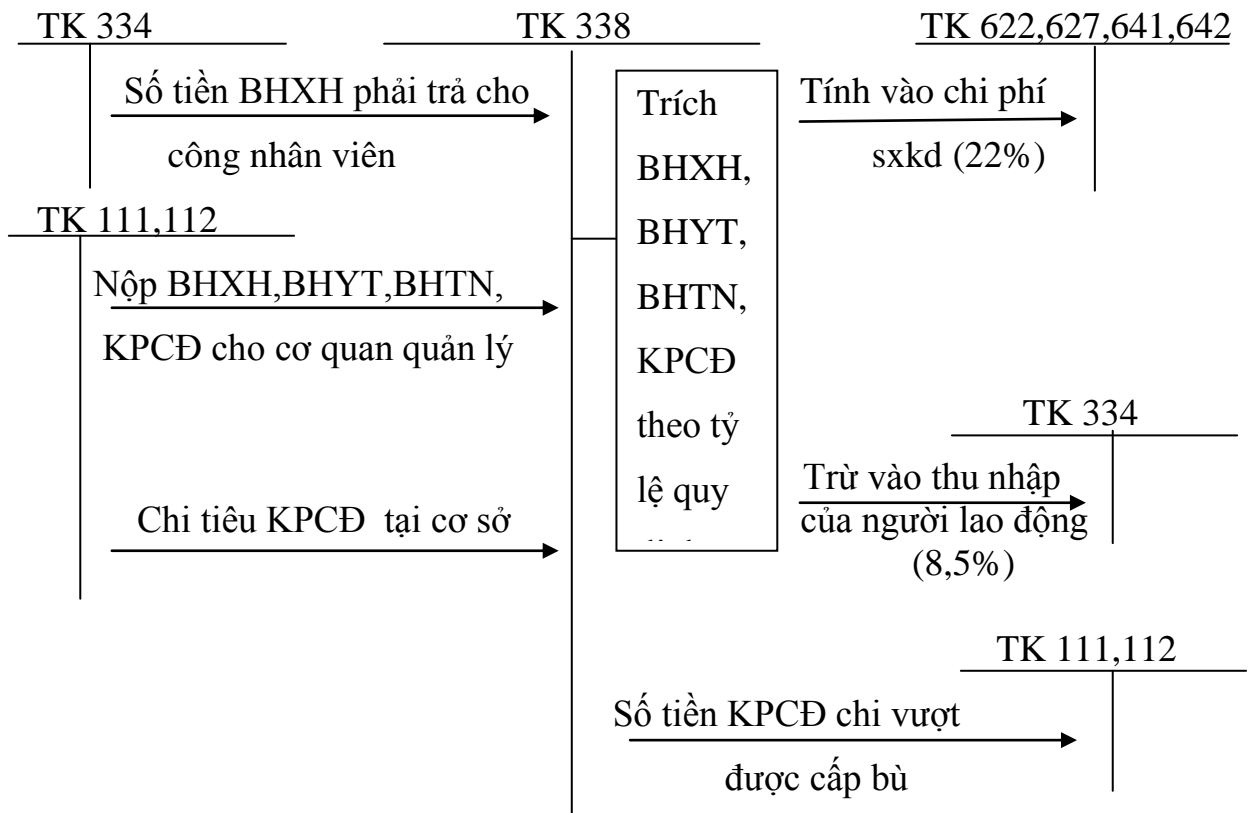 TK 334
TK 338
TK 622,627,641,642
Số tiền BHXH phải trả cho
công nhân viên
Trích
BHXH,
BHYT,
BHTN,
KPCĐ
theo tỷ
lệ quy
Tính vào chi phí
sxkd (22%)
TK 111,112
Nộp BHXH,BHYT,BHTN,
KPCĐ cho cơ quan quản lý
Chi tiêu KPCĐ tại cơ sở
TK 334
Trừ vào thu nhập
của người lao động
(8,5%)
TK 111,112
Số tiền KPCĐ chi vượt
được cấp bù